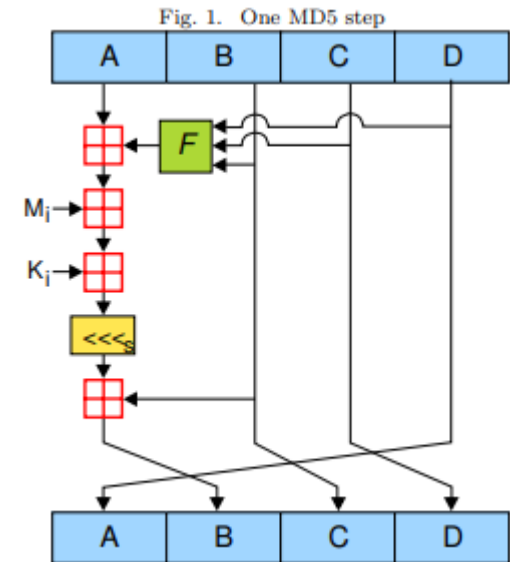 Fig. 1. One MD5 step
A B C D
F
Mi
Ki
<<<s
A B C D